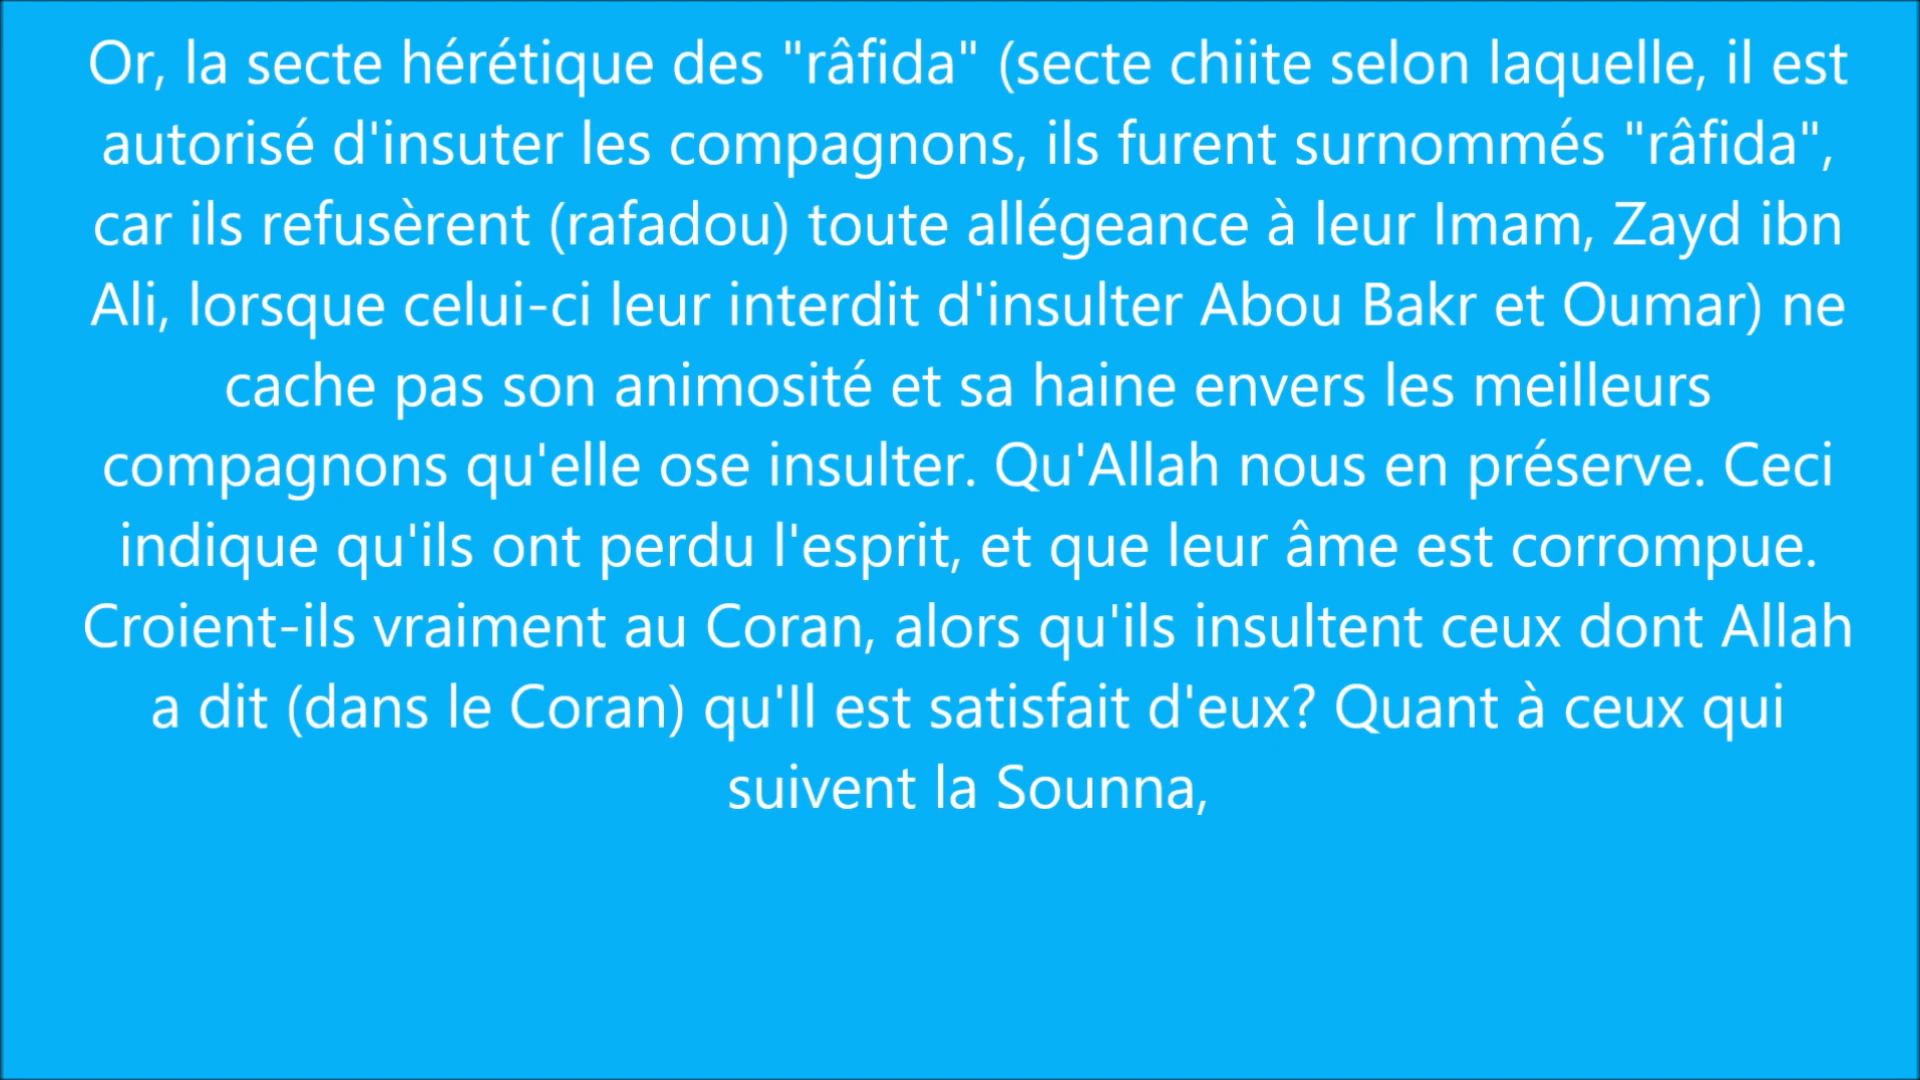 Or, la secte hérétique des "râfida" (secte chiite selon laquelle, il est
autorisé d'insuter les compagnons, ils furent surnommés "râfida",
car ils refusèrent (rafadou) toute allégeance à leur Imam, Zayd ibn
Ali, lorsque celui-ci leur interdit d'insulter Abou Bakr et Oumar) ne
cache pas son animosité et sa haine envers les meilleurs
compagnons qu'elle ose insulter. Qu'Allah nous en préserve. Ceci
indique qu'ils ont perdu l'esprit, et que leur âme est corrompue.
Croient-ils vraiment au Coran, alors qu'ils insultent ceux dont Allah
a dit (dans le Coran) qu'Il est satisfait d'eux? Quant à ceux qui
suivent la Sounna,